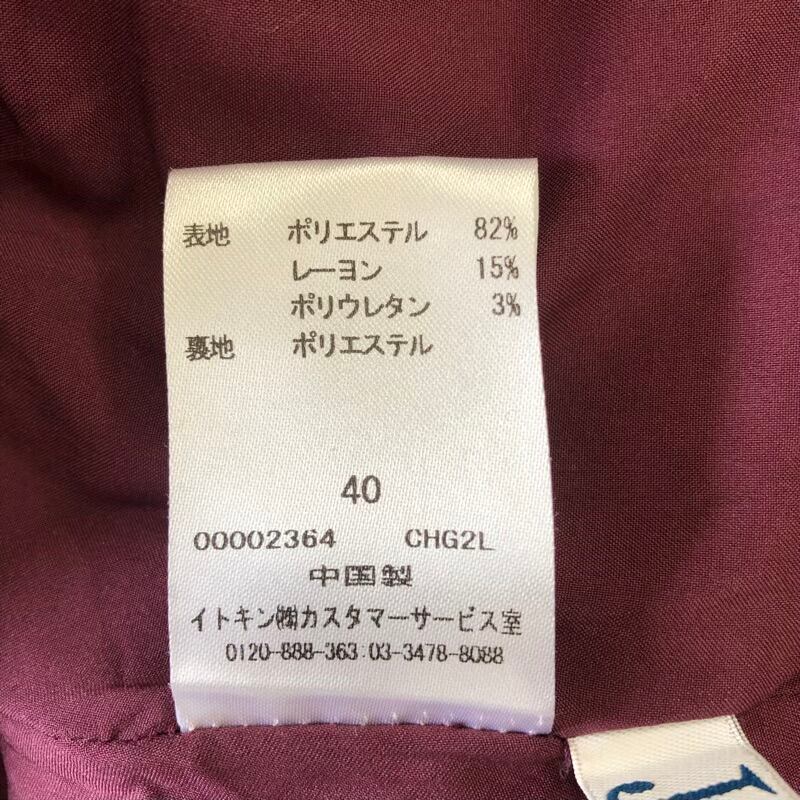 表地 ポリエステル 82%
レーヨン 15%
ポリウレタン 3%
裏地 ポリエステル
40
00002364 CHG2L
中国製
イトキン㈱カスタマーサービス室
0120-888-363 03-3478-8088